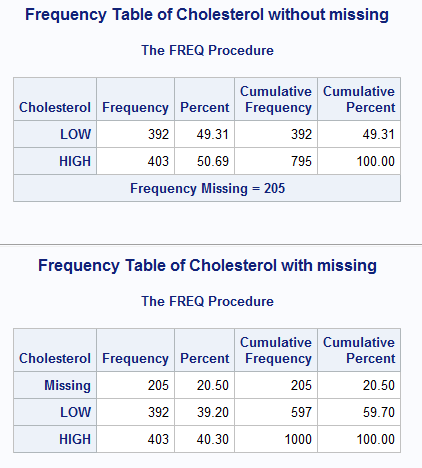 Frequency Table of Cholesterol without missing
The FREQ Procedure
Cholesterol Frequency Percent Cumulative Frequency Cumulative Percent
LOW 392 49.31 392 49.31
HIGH 403 50.69 795 100.00
Frequency Missing = 205
Frequency Table of Cholesterol with missing
The FREQ Procedure
Cholesterol Frequency Percent Cumulative Frequency Cumulative Percent
Missing 205 20.50 205 20.50
LOW 392 39.20 597 59.70
HIGH 403 40.30 1000 100.00